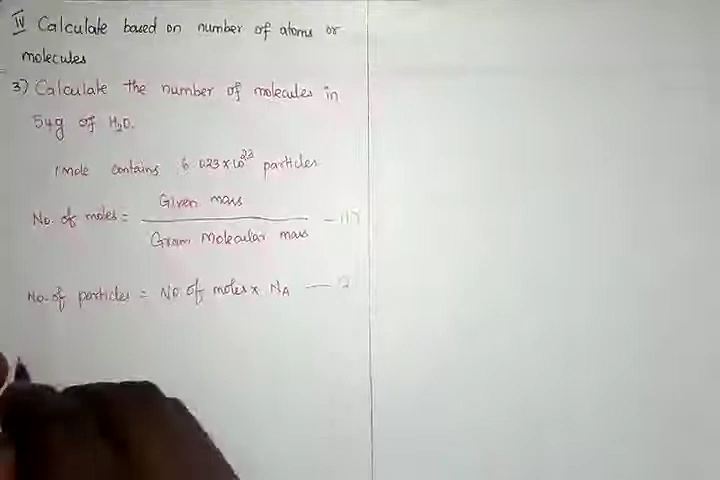 IV Calculate based on number of atoms or
molecules
3) Calculate the number of molecules in
54g of H₂O.
1 mole contains 6.023×10²³ particles
No. of moles = Given mass
Gram Molecular mass
No. of particles = No. of moles × NA